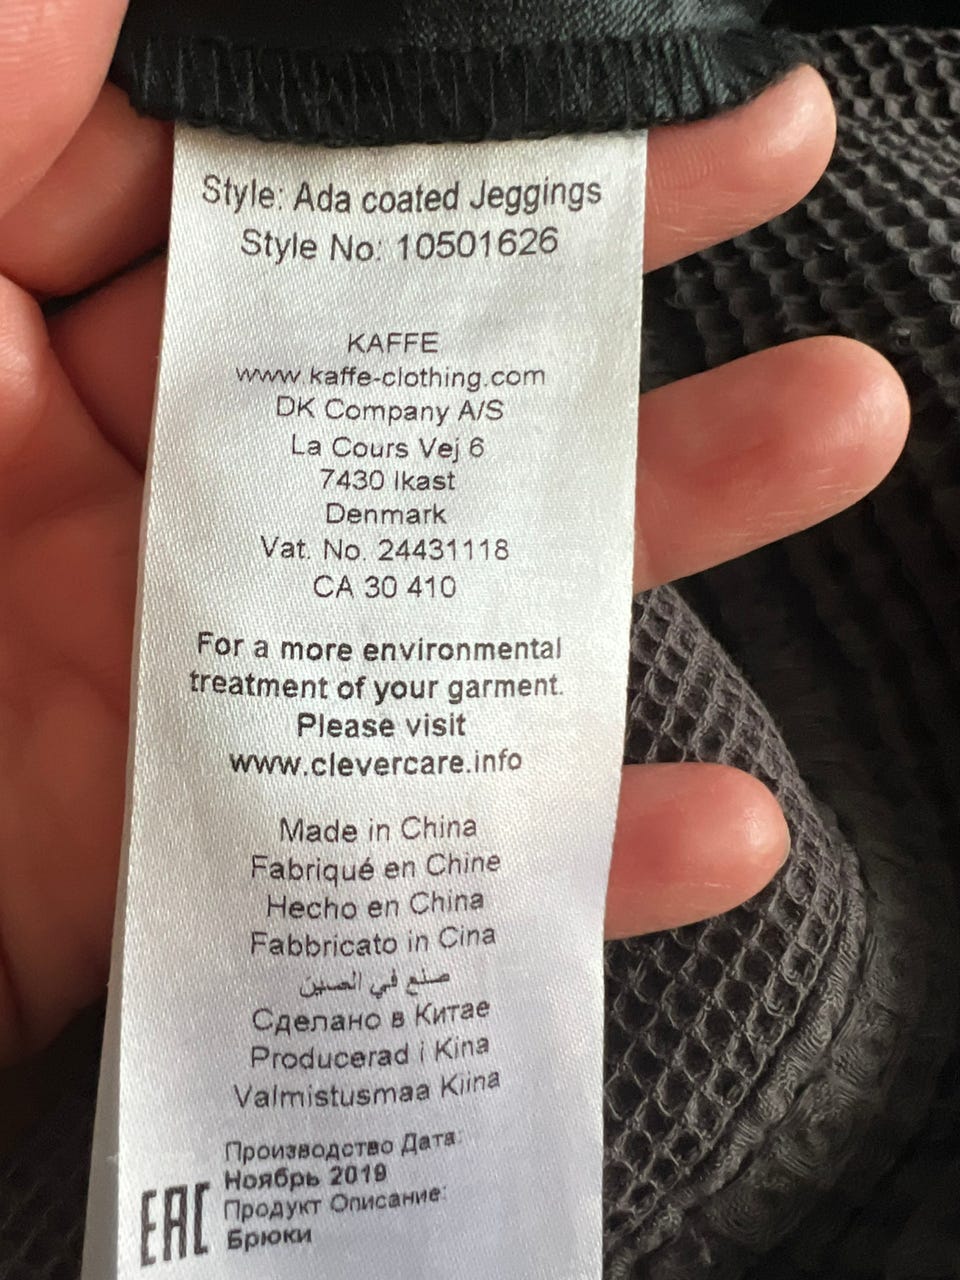 Style: Ada coated Jeggings
Style No: 10501626
KAFFE
www.kaffe-clothing.com
DK Company A/S
La Cours Vej 6
7430 Ikast
Denmark
Vat. No. 24431118
CA 30 410
For a more environmental
treatment of your garment.
Please visit
www.clevercare.info
Made in China
Fabriqué en Chine
Hecho en China
Fabbricato in Cina
صنع في الصين
Сделано в Китае
Producerad i Kina
Valmistusmaa Kiina
Производство Дата:
Ноябрь 2019
EAC
Продукт Описание:
Брюки